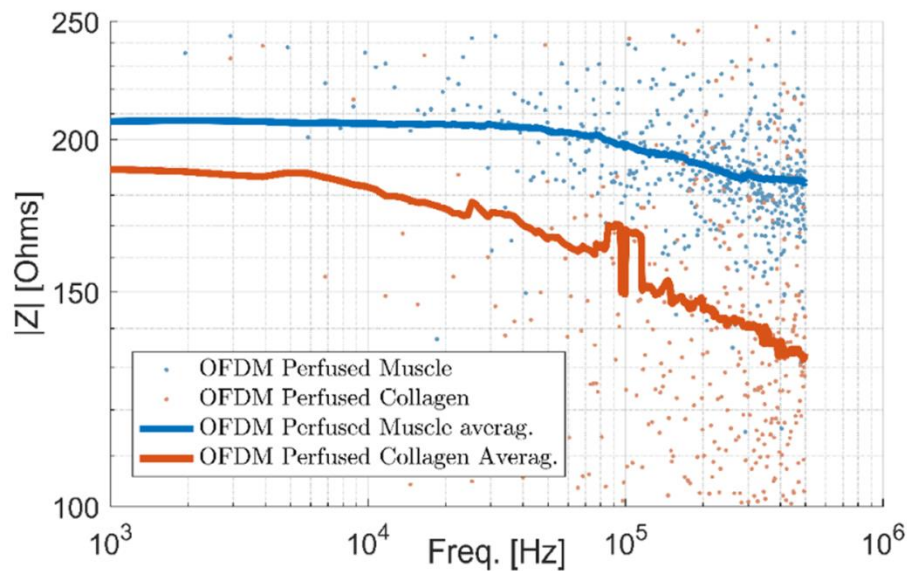 250
200
150
100
|Z| [Ohms]
OFDM Perfused Muscle
OFDM Perfused Collagen
OFDM Perfused Muscle averag.
OFDM Perfused Collagen Averag.
10³
10⁴
10⁵
10⁶
Freq. [Hz]